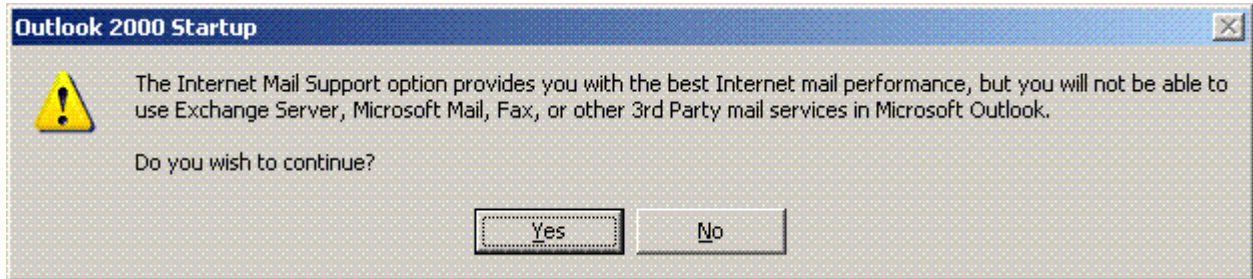 Outlook 2000 Startup
The Internet Mail Support option provides you with the best Internet mail performance, but you will not be able to
use Exchange Server, Microsoft Mail, Fax, or other 3rd Party mail services in Microsoft Outlook.
Do you wish to continue?
Yes No